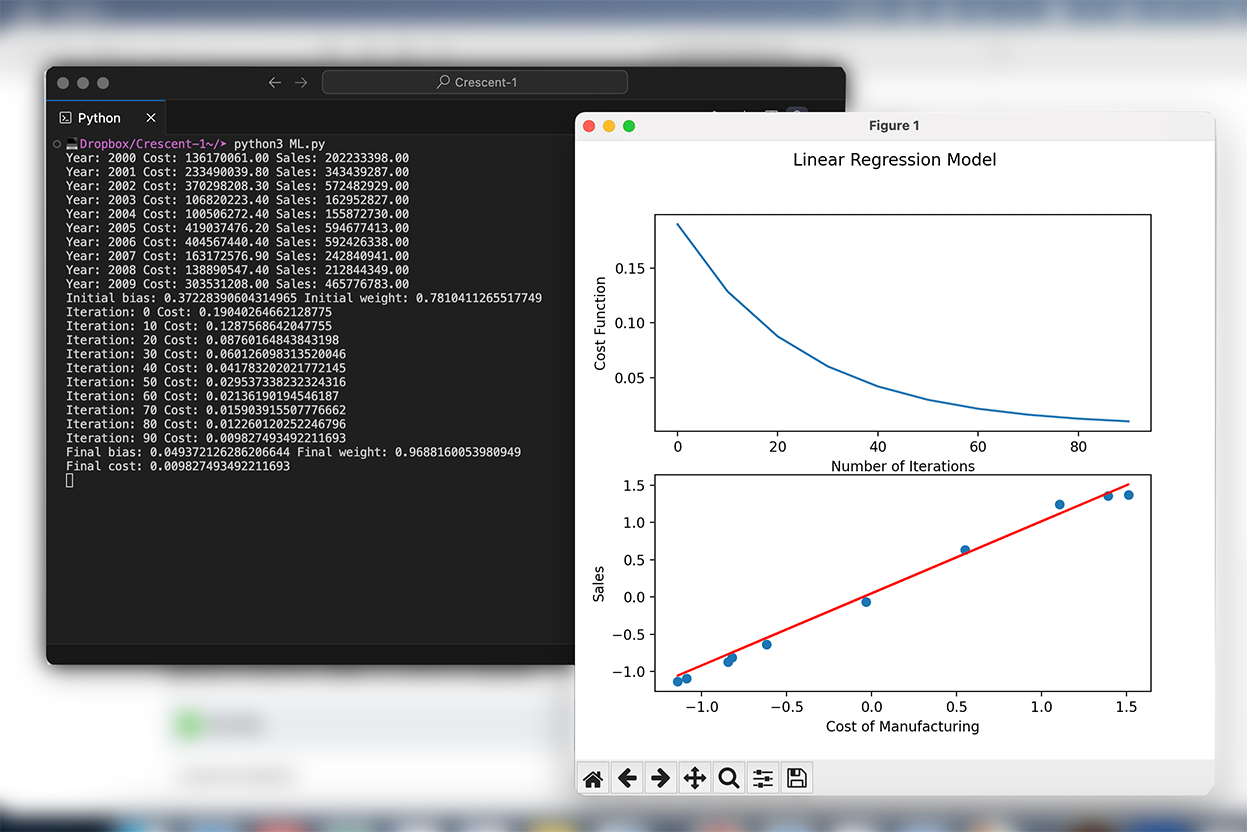 Crescent-1
Python
Dropbox/Crescent-1~/➤ python3 ML.py
Year: 2000 Cost: 136170061.00 Sales: 202233398.00
Year: 2001 Cost: 233490039.80 Sales: 343439287.00
Year: 2002 Cost: 370298208.30 Sales: 572482929.00
Year: 2003 Cost: 106820223.40 Sales: 162952827.00
Year: 2004 Cost: 100506272.40 Sales: 155872730.00
Year: 2005 Cost: 419037476.20 Sales: 594677413.00
Year: 2006 Cost: 404567440.40 Sales: 592426338.00
Year: 2007 Cost: 163172576.90 Sales: 242840941.00
Year: 2008 Cost: 138890547.40 Sales: 212844349.00
Year: 2009 Cost: 303531208.00 Sales: 465776783.00
Initial bias: 0.37228390604314965 Initial weight: 0.7810411265517749
Iteration: 0 Cost: 0.19040264662128775
Iteration: 10 Cost: 0.1287568642047755
Iteration: 20 Cost: 0.08760164843843198
Iteration: 30 Cost: 0.060126098313520046
Iteration: 40 Cost: 0.041783202021772145
Iteration: 50 Cost: 0.029537338232324316
Iteration: 60 Cost: 0.02136190194546187
Iteration: 70 Cost: 0.015903915507776662
Iteration: 80 Cost: 0.012260120252246796
Iteration: 90 Cost: 0.009827493492211693
Final bias: 0.049372126286206644 Final weight: 0.9688160053980949
Final cost: 0.009827493492211693
Figure 1
Linear Regression Model
Cost Function
0.15
0.10
0.05
0 20 40 60 80
Number of Iterations
Sales
1.5
1.0
0.5
0.0
−0.5
−1.0
−1.0 −0.5 0.0 0.5 1.0 1.5
Cost of Manufacturing